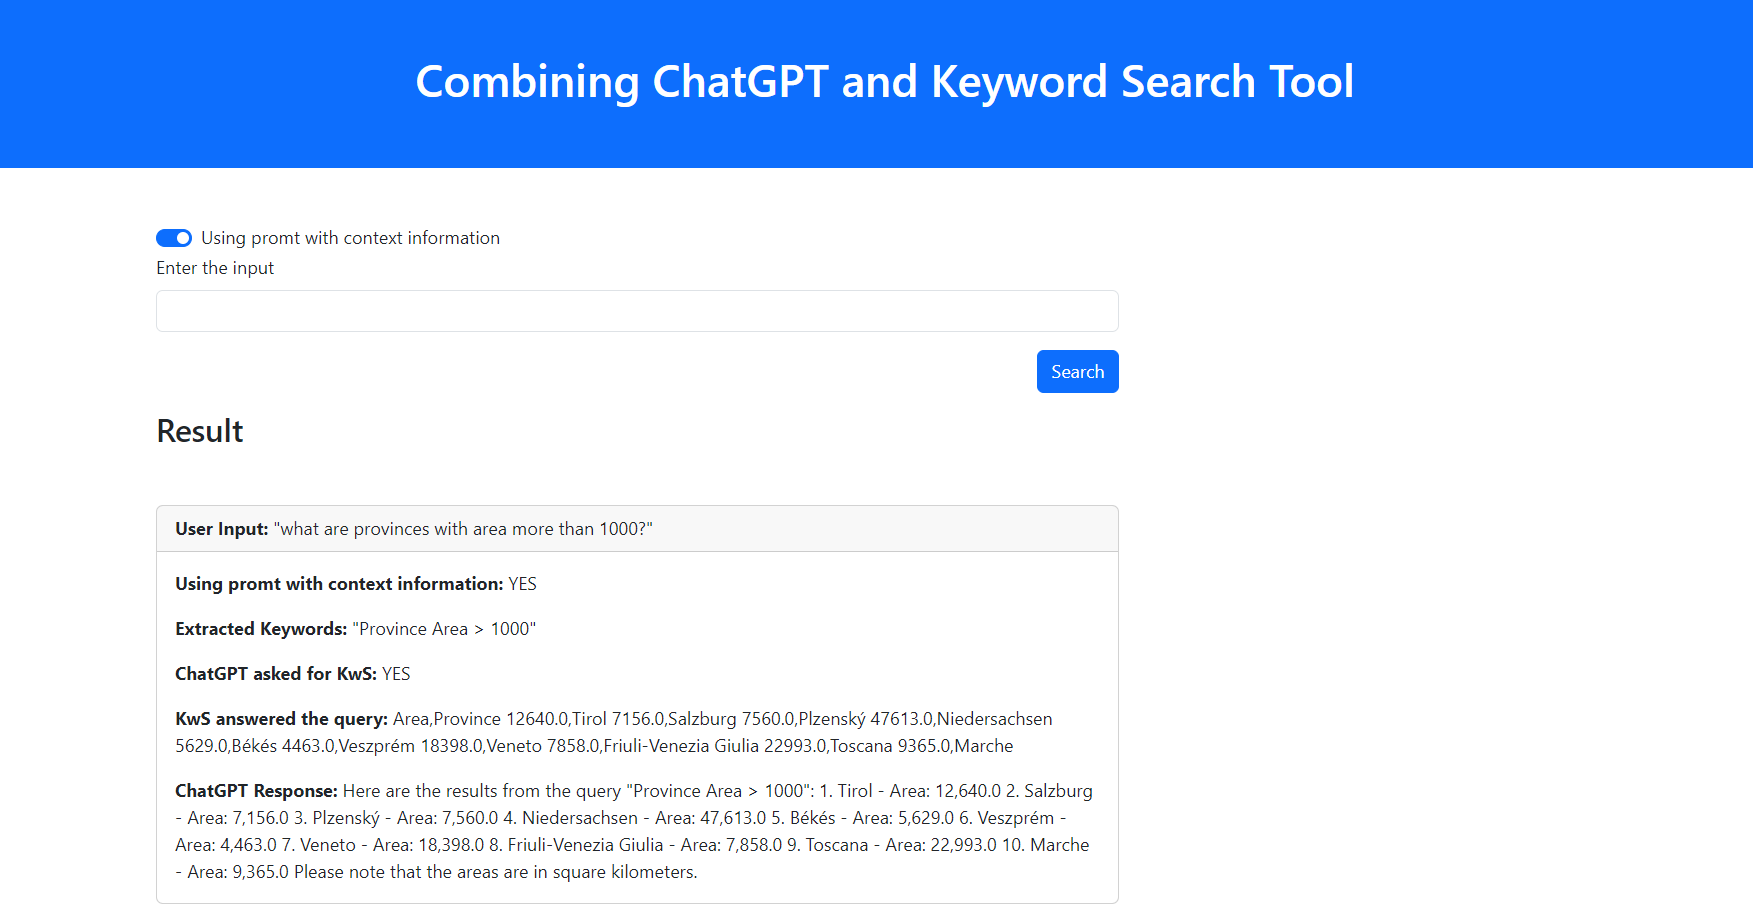 Combining ChatGPT and Keyword Search Tool
Using promt with context information
Enter the input
Search
Result
User Input: "what are provinces with area more than 1000?"
Using promt with context information: YES
Extracted Keywords: "Province Area > 1000"
ChatGPT asked for KwS: YES
KwS answered the query: Area,Province 12640.0,Tirol 7156.0,Salzburg 7560.0,Plzenský 47613.0,Niedersachsen
5629.0,Békés 4463.0,Veszprém 18398.0,Veneto 7858.0,Friuli-Venezia Giulia 22993.0,Toscana 9365.0,Marche
ChatGPT Response: Here are the results from the query "Province Area > 1000": 1. Tirol - Area: 12,640.0 2. Salzburg
- Area: 7,156.0 3. Plzenský - Area: 7,560.0 4. Niedersachsen - Area: 47,613.0 5. Békés - Area: 5,629.0 6. Veszprém -
Area: 4,463.0 7. Veneto - Area: 18,398.0 8. Friuli-Venezia Giulia - Area: 7,858.0 9. Toscana - Area: 22,993.0 10. Marche
- Area: 9,365.0 Please note that the areas are in square kilometers.